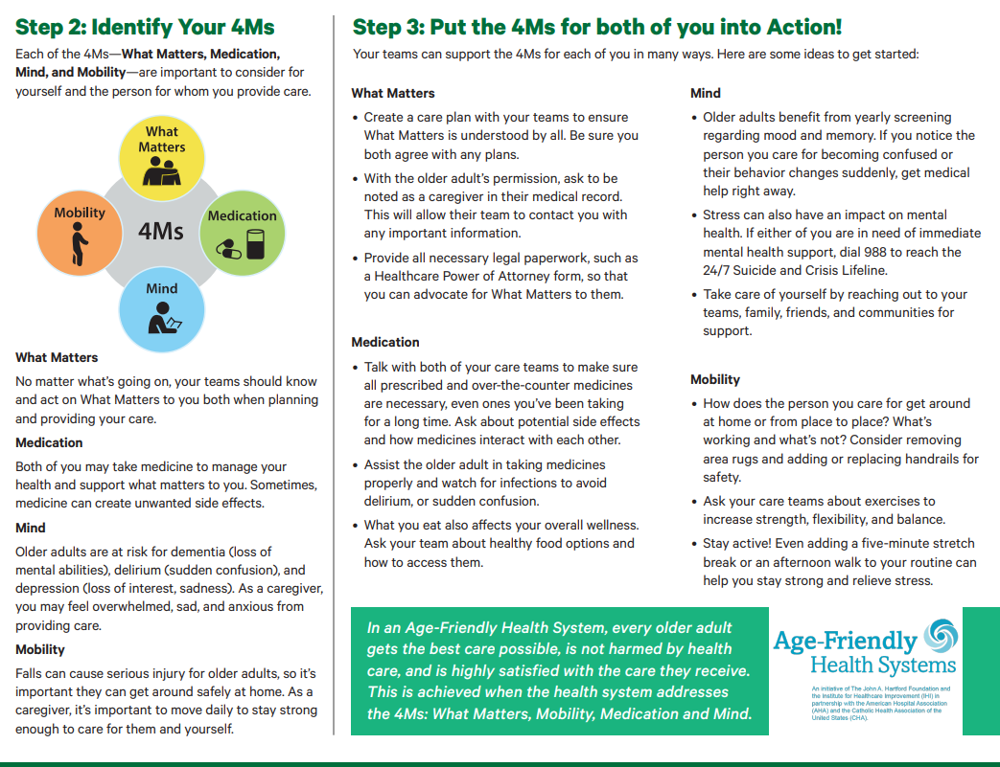 Step 2: Identify Your 4Ms
Each of the 4Ms—What Matters, Medication,
Mind, and Mobility—are important to consider for
yourself and the person for whom you provide care.
What
Matters
Mobility
4Ms
Medication
Mind
What Matters
No matter what's going on, your teams should know
and act on What Matters to you both when planning
and providing your care.
Medication
Both of you may take medicine to manage your
health and support what matters to you. Sometimes,
medicine can create unwanted side effects.
Mind
Older adults are at risk for dementia (loss of
mental abilities), delirium (sudden confusion), and
depression (loss of interest, sadness). As a caregiver,
you may feel overwhelmed, sad, and anxious from
providing care.
Mobility
Falls can cause serious injury for older adults, so it's
important they can get around safely at home. As a
caregiver, it's important to move daily to stay strong
enough to care for them and yourself.
Step 3: Put the 4Ms for both of you into Action!
Your teams can support the 4Ms for each of you in many ways. Here are some ideas to get started:
What Matters
• Create a care plan with your teams to ensure
What Matters is understood by all. Be sure you
both agree with any plans.
• With the older adult's permission, ask to be
noted as a caregiver in their medical record.
This will allow their team to contact you with
any important information.
• Provide all necessary legal paperwork, such as
a Healthcare Power of Attorney form, so that
you can advocate for What Matters to them.
Medication
• Talk with both of your care teams to make sure
all prescribed and over-the-counter medicines
are necessary, even ones you've been taking
for a long time. Ask about potential side effects
and how medicines interact with each other.
• Assist the older adult in taking medicines
properly and watch for infections to avoid
delirium, or sudden confusion.
• What you eat also affects your overall wellness.
Ask your team about healthy food options and
how to access them.
Mind
• Older adults benefit from yearly screening
regarding mood and memory. If you notice the
person you care for becoming confused or
their behavior changes suddenly, get medical
help right away.
• Stress can also have an impact on mental
health. If either of you are in need of immediate
mental health support, dial 988 to reach the
24/7 Suicide and Crisis Lifeline.
• Take care of yourself by reaching out to your
teams, family, friends, and communities for
support.
Mobility
• How does the person you care for get around
at home or from place to place? What's
working and what's not? Consider removing
area rugs and adding or replacing handrails for
safety.
• Ask your care teams about exercises to
increase strength, flexibility, and balance.
• Stay active! Even adding a five-minute stretch
break or an afternoon walk to your routine can
help you stay strong and relieve stress.
In an Age-Friendly Health System, every older adult
gets the best care possible, is not harmed by health
care, and is highly satisfied with the care they receive.
This is achieved when the health system addresses
the 4Ms: What Matters, Mobility, Medication and Mind.
Age-Friendly
Health Systems
An initiative of The John A. Hartford Foundation and
the Institute for Healthcare Improvement (IHI) in
partnership with the American Hospital Association
(AHA) and the Catholic Health Association of the
United States (CHA).